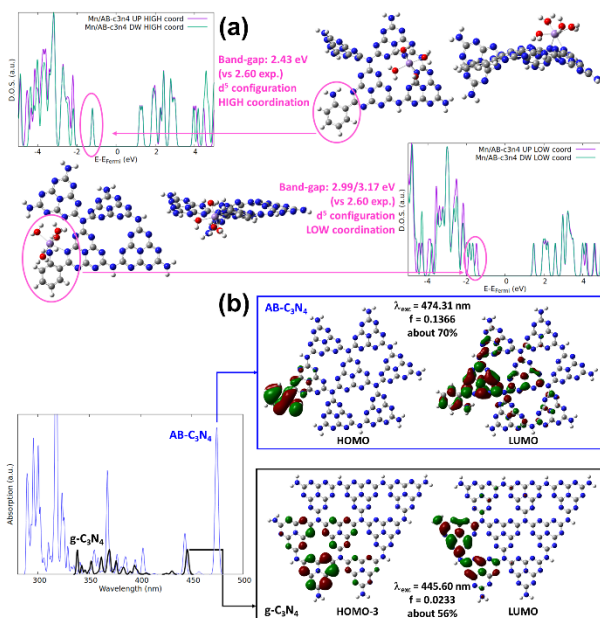 (a)
Mn/AB-c3n4 UP HIGH coord
Mn/AB-c3n4 DW HIGH coord
D.O.S. (a.u.)
-4 -2 0 2 4
E-EFermi (eV)
Band-gap: 2.43 eV
(vs 2.60 exp.)
d⁵ configuration
HIGH coordination
Mn/AB-c3n4 UP LOW coord
Mn/AB-c3n4 DW LOW coord
D.O.S. (a.u.)
-4 -2 0 2 4
E-EFermi (eV)
Band-gap: 2.99/3.17 eV
(vs 2.60 exp.)
d⁵ configuration
LOW coordination
(b)
AB-C₃N₄
λexc = 474.31 nm
f = 0.1366
about 70%
HOMO
LUMO
Absorption (a.u.)
AB-C₃N₄
g-C₃N₄
300 350 400 450 500
Wavelength (nm)
λexc = 445.60 nm
f = 0.0233
about 56%
g-C₃N₄
HOMO-3
LUMO